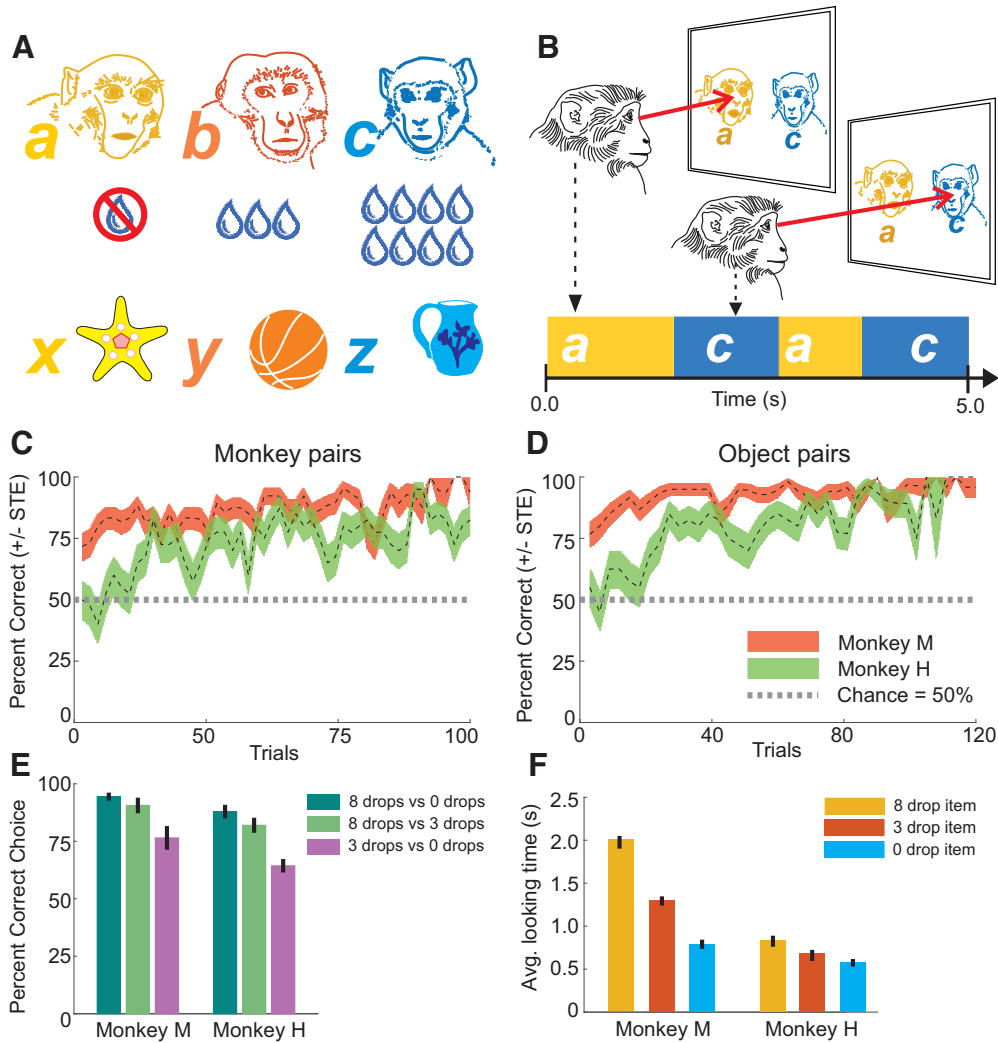 A
a b c
x y z
B
a c
a c
a c a c
0.0 Time (s) 5.0
C
Monkey pairs
Percent Correct (+/- STE)
100
75
50
25
0
0 50 75 100
Trials
D
Object pairs
Percent Correct (+/- STE)
100
75
50
25
0
Monkey M
Monkey H
Chance = 50%
0 40 80 120
Trials
E
Percent Correct Choice
100
75
50
25
0
8 drops vs 0 drops
8 drops vs 3 drops
3 drops vs 0 drops
Monkey M Monkey H
F
Avg. looking time (s)
2.5
2.0
1.5
1.0
0.5
0
8 drop item
3 drop item
0 drop item
Monkey M Monkey H